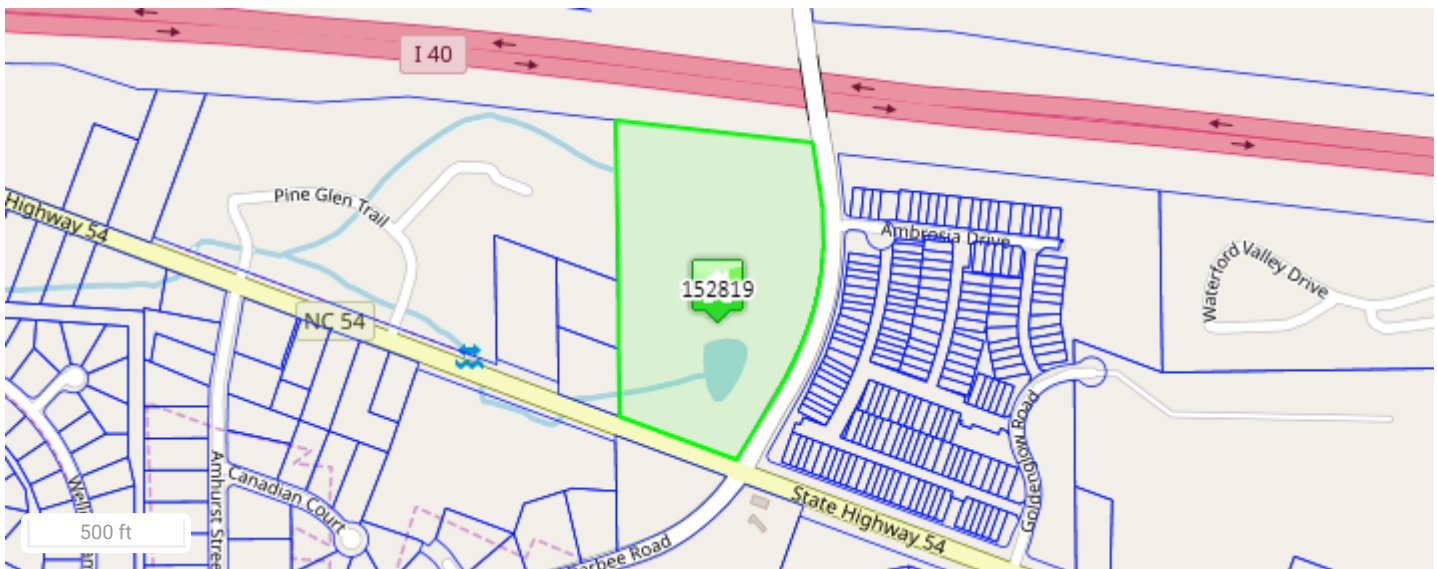 I 40
Pine Glen Trail
Highway 54
Ambrosia Drive
Waterford Valley Drive
152819
NC 54
Goldenglow Road
Amhurst Stree
Canadian Court
State Highway 54
500 ft